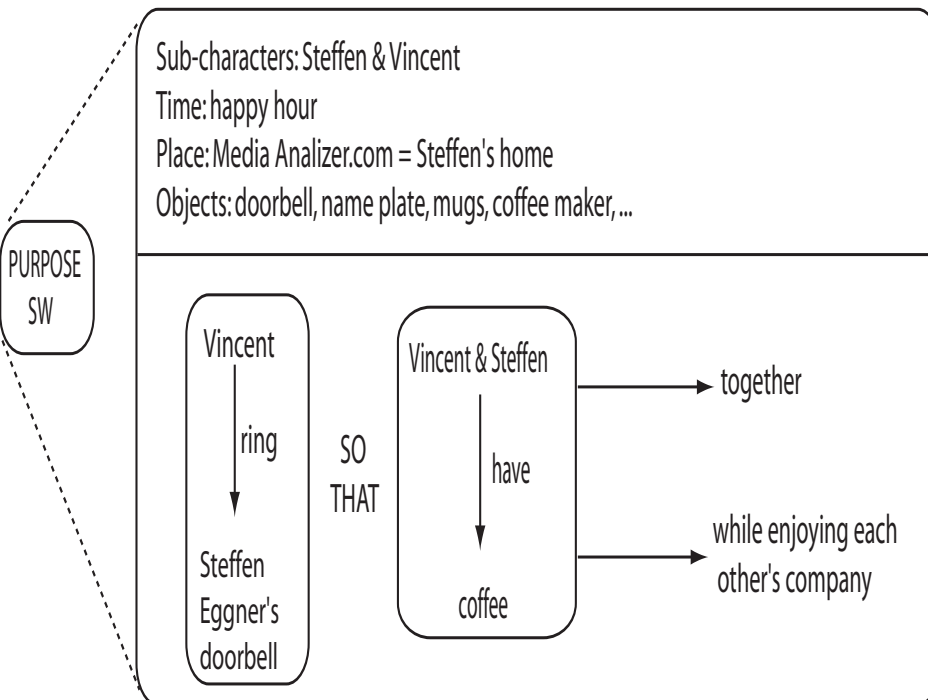 Sub-characters: Steffen & Vincent
Time: happy hour
Place: Media Analizer.com = Steffen's home
Objects: doorbell, name plate, mugs, coffee maker, ...
PURPOSE
SW
Vincent
ring
Steffen
Eggner's
doorbell
SO
THAT
Vincent & Steffen
have
coffee
together
while enjoying each
other's company